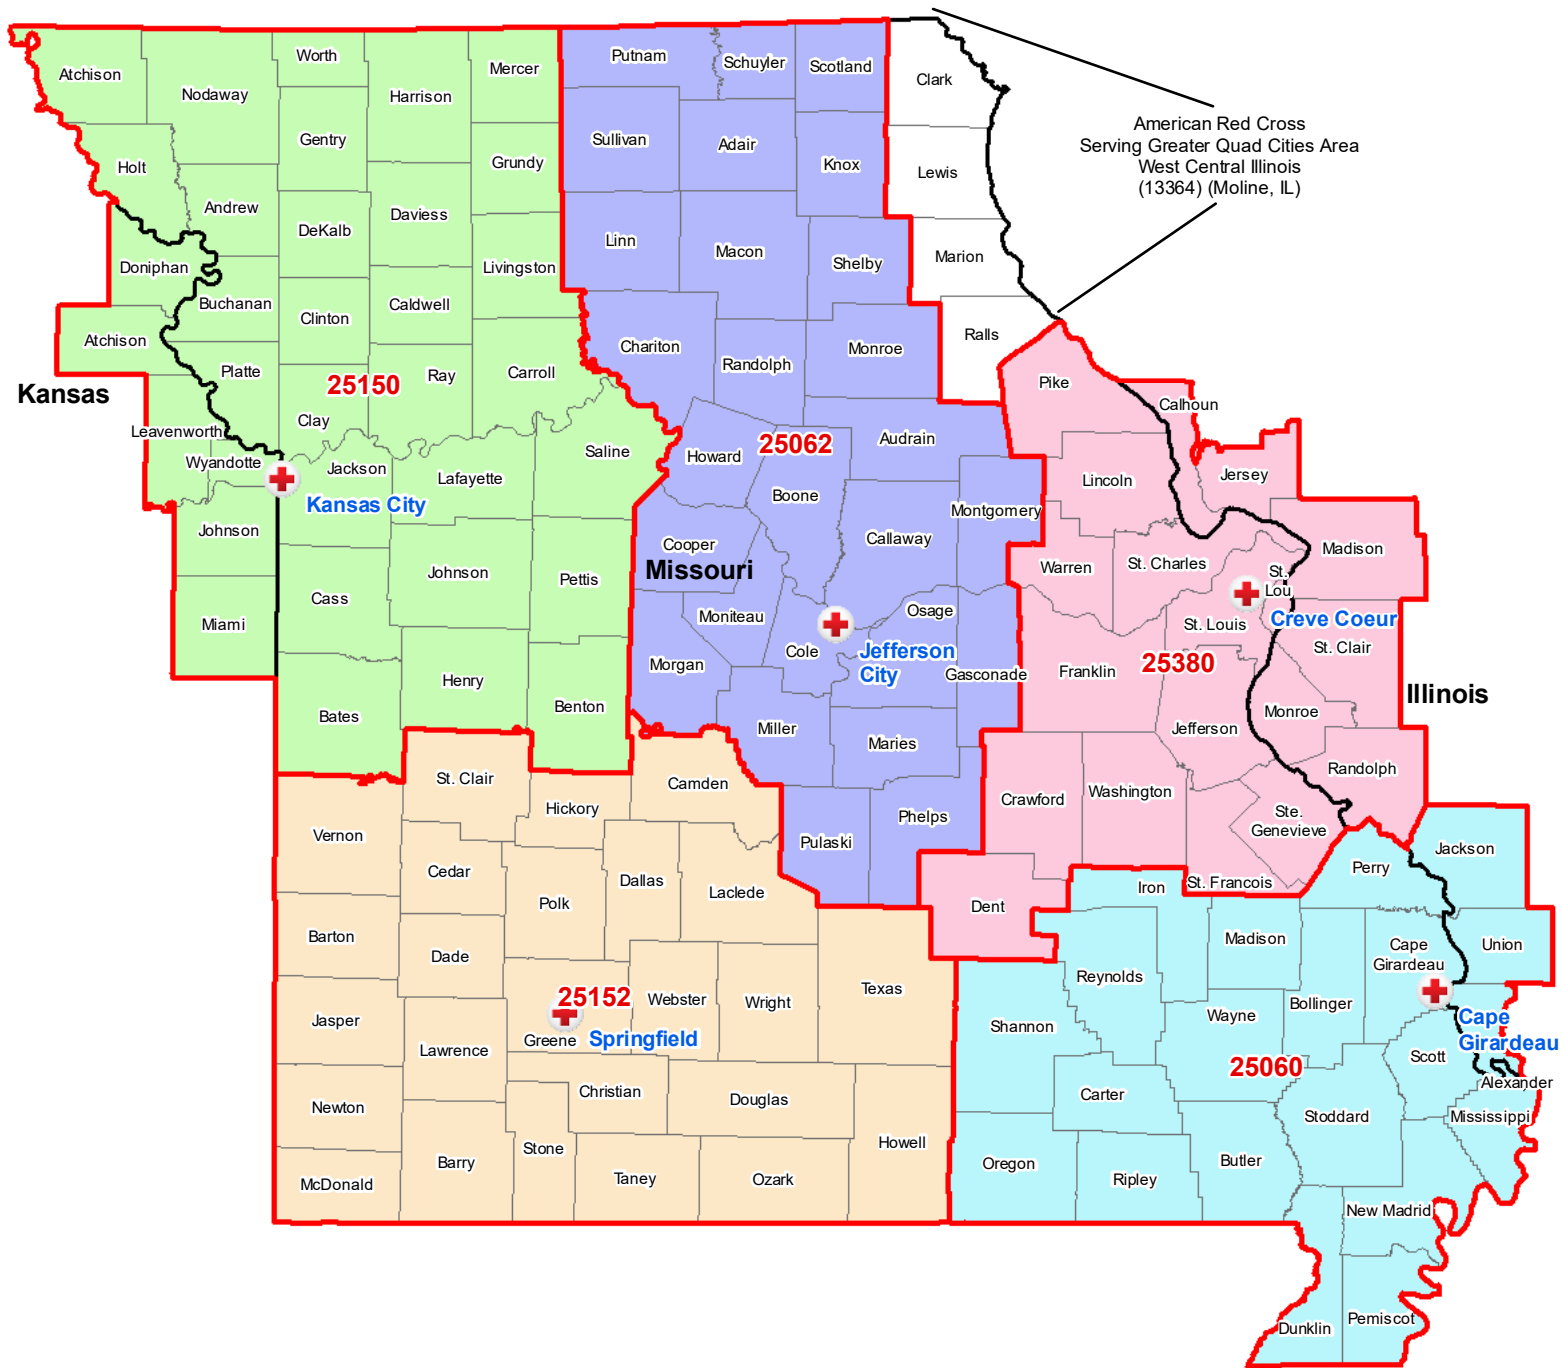 Worth
Putnam
Schuyler
Scotland
Mercer
Atchison
Clark
Nodaway
Harrison
American Red Cross
Serving Greater Quad Cities Area
West Central Illinois
(13364) (Moline, IL)
Gentry
Sullivan
Adair
Grundy
Knox
Holt
Lewis
Andrew
Daviess
DeKalb
Linn
Macon
Marion
Shelby
Doniphan
Livingston
Buchanan
Caldwell
Clinton
Ralls
Atchison
Chariton
Monroe
Randolph
Platte
Ray
Carroll
25150
Kansas
Pike
Calhoun
Clay
Leavenworth
25062
Audrain
Saline
Howard
Wyandotte
Jackson
Lafayette
Jersey
Lincoln
Boone
Kansas City
Montgomery
Johnson
Callaway
Cooper
Madison
Missouri
Johnson
Pettis
Warren
St. Charles
St.
Lou
Cass
Osage
Moniteau
Creve Coeur
Miami
St. Louis
Cole
Jefferson
City
St. Clair
Morgan
25380
Franklin
Gasconade
Henry
Illinois
Benton
Monroe
Bates
Miller
Jefferson
Maries
Randolph
St. Clair
Camden
Washington
Crawford
Hickory
Phelps
Ste.
Genevieve
Vernon
Pulaski
Jackson
Cedar
Perry
Dallas
Laclede
Iron
St. Francois
Polk
Dent
Barton
Madison
Cape
Girardeau
Union
Dade
Reynolds
Texas
25152
Webster
Wright
Bollinger
Jasper
Wayne
Shannon
Cape
Girardeau
Greene
Springfield
Lawrence
Scott
25060
Alexander
Christian
Carter
Douglas
Newton
Stoddard
Mississippi
Howell
Stone
Barry
Oregon
Butler
Taney
Ozark
Ripley
McDonald
New Madrid
Pemiscot
Dunklin